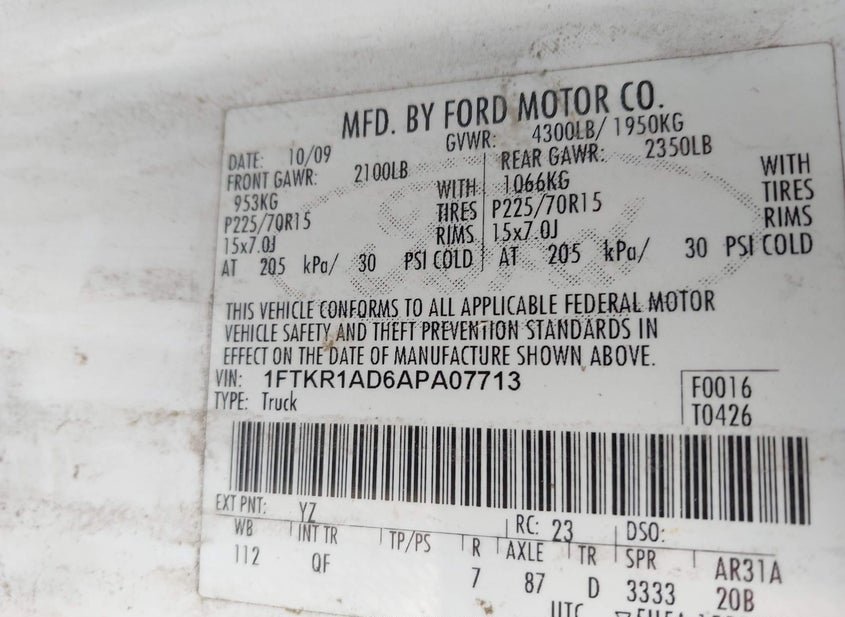 MFD. BY FORD MOTOR CO.
DATE: 10/09 GVWR: 4300LB/ 1950KG
FRONT GAWR: 2100LB REAR GAWR: 2350LB
953KG WITH 1066KG WITH
P225/70R15 TIRES P225/70R15 TIRES
15x7.0J RIMS 15x7.0J RIMS
AT 205 kPa/ 30 PSI COLD AT 205 kPa/ 30 PSI COLD
THIS VEHICLE CONFORMS TO ALL APPLICABLE FEDERAL MOTOR
VEHICLE SAFETY AND THEFT PREVENTION STANDARDS IN
EFFECT ON THE DATE OF MANUFACTURE SHOWN ABOVE.
VIN: 1FTKR1AD6APA07713 F0016
TYPE: Truck T0426
EXT PNT: YZ RC: 23 DSO:
WB INT TR TP/PS R AXLE TR SPR AR31A
112 QF 7 87 D 3333 20B
UTC